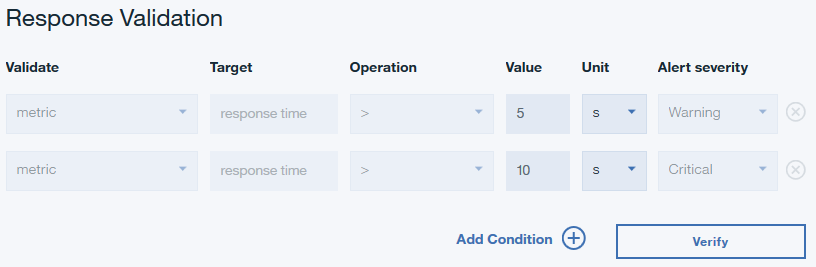 Response Validation
Validate Target Operation Value Unit Alert severity
metric response time > 5 s Warning
metric response time > 10 s Critical
Add Condition Verify